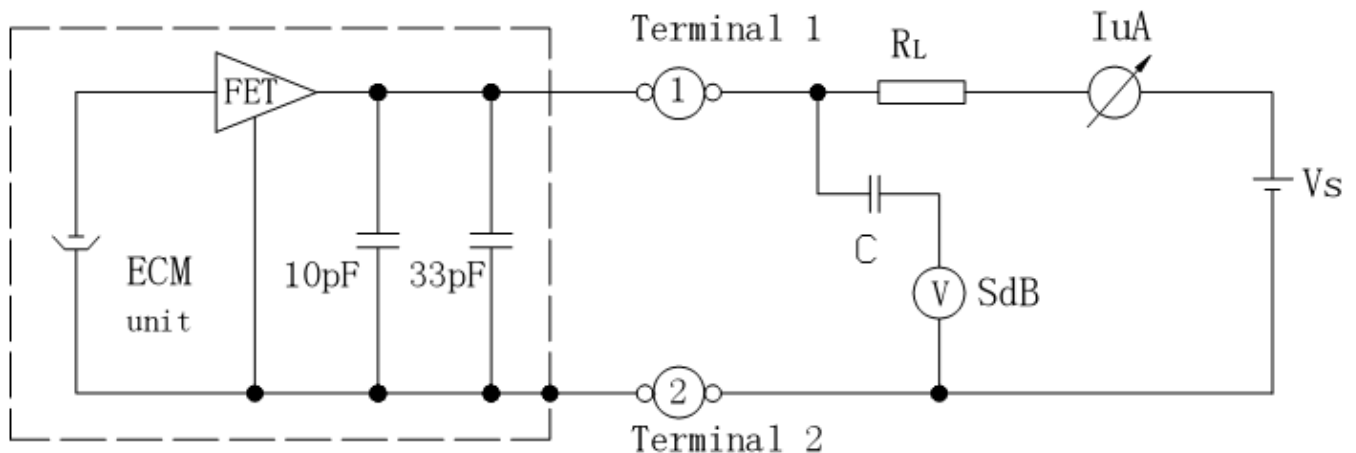 Terminal 1
RL
IuA
FET
1
Vs
ECM
unit
10pF
33pF
C
V
SdB
2
Terminal 2